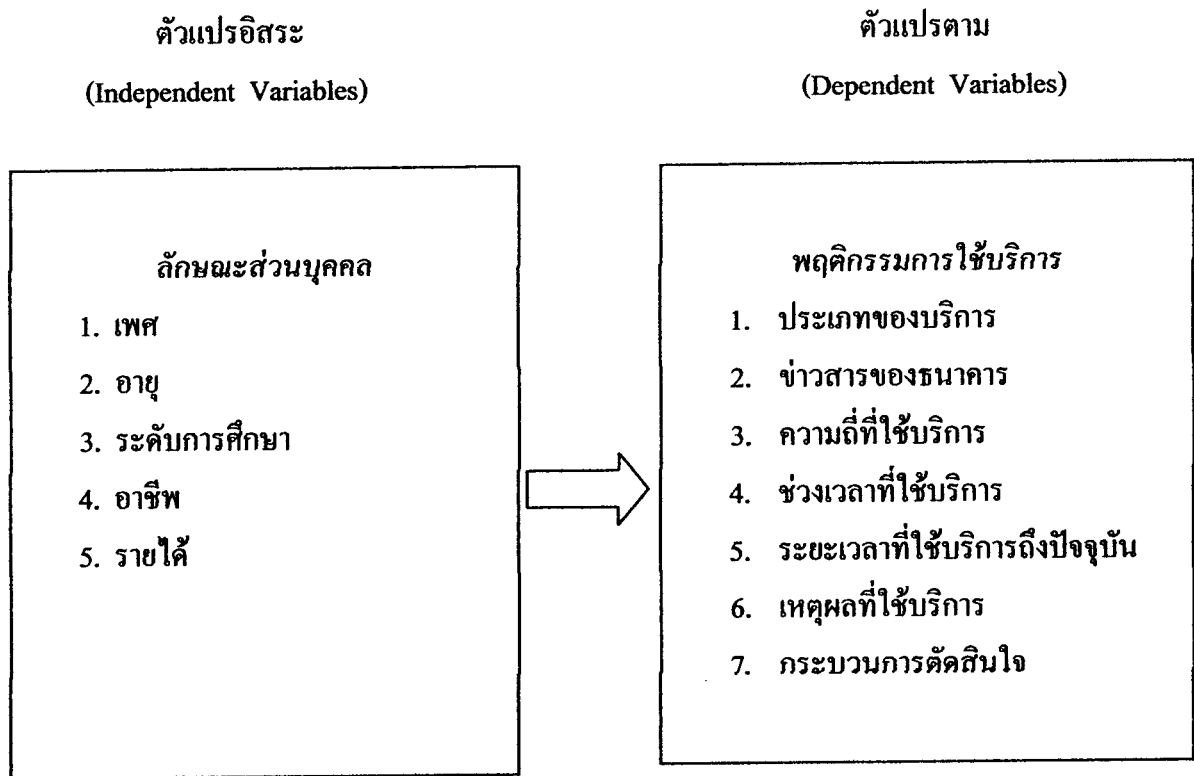 ตัวแปรอิสระ
(Independent Variables)
ตัวแปรตาม
(Dependent Variables)
ลักษณะส่วนบุคคล
1. เพศ
2. อายุ
3. ระดับการศึกษา
4. อาชีพ
5. รายได้
พฤติกรรมการใช้บริการ
1. ประเภทของบริการ
2. ข่าวสารของธนาคาร
3. ความถี่ที่ใช้บริการ
4. ช่วงเวลาที่ใช้บริการ
5. ระยะเวลาที่ใช้บริการถึงปัจจุบัน
6. เหตุผลที่ใช้บริการ
7. กระบวนการตัดสินใจ